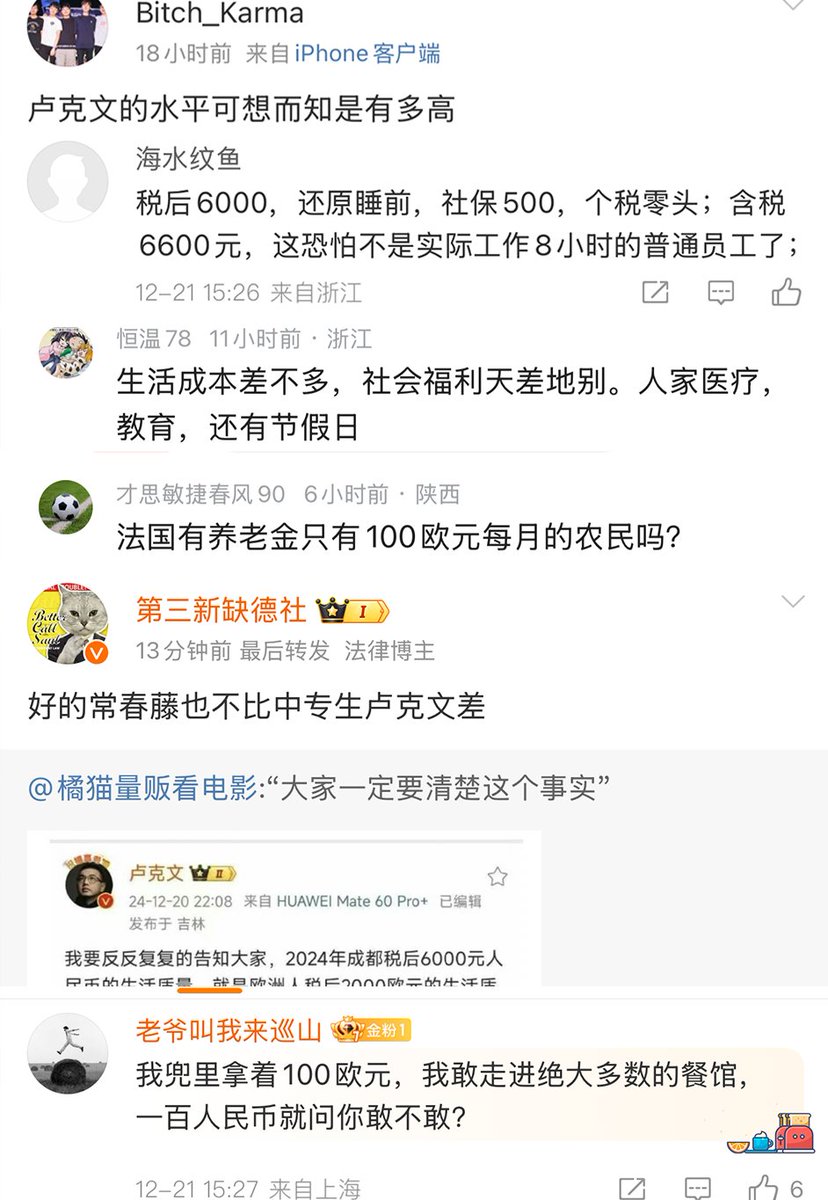 Bitch_Karma
18小时前 来自 iPhone客户端
卢克文的水平可想而知是有多高
海水纹鱼
税后6000，还原睡前，社保500，个税零头；含税
6600元，这恐怕不是实际工作8小时的普通员工了；
12-21 15:26 来自浙江
恒温78 11小时前 · 浙江
生活成本差不多，社会福利天差地别。人家医疗，
教育，还有节假日
才思敏捷春风90 6小时前 · 陕西
法国有养老金只有100欧元每月的农民吗?
Better
Call
Saul
第三新缺德社 I
13分钟前 最后转发 法律博主
好的常春藤也不比中专生卢克文差
@橘猫量贩看电影:“大家一定要清楚这个事实”
卢克文 II
24-12-20 22:08 来自 HUAWEI Mate 60 Pro+ 已编辑
发布于 吉林
我要反反复复的告知大家，2024年成都税后6000元人
民币的生活质量，就是欧洲人税后2000欧元的生活质
老爷叫我来巡山 金粉1
我兜里拿着100欧元，我敢走进绝大多数的餐馆，
一百人民币就问你敢不敢?
12-21 15:27 来自上海
6